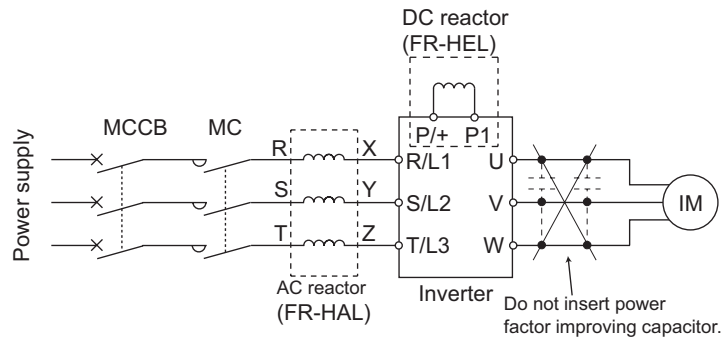 DC reactor
(FR-HEL)
P/+ P1
MCCB MC
Power supply
R X R/L1 U
S Y S/L2 V IM
T Z T/L3 W
AC reactor
(FR-HAL)
Inverter
Do not insert power
factor improving capacitor.